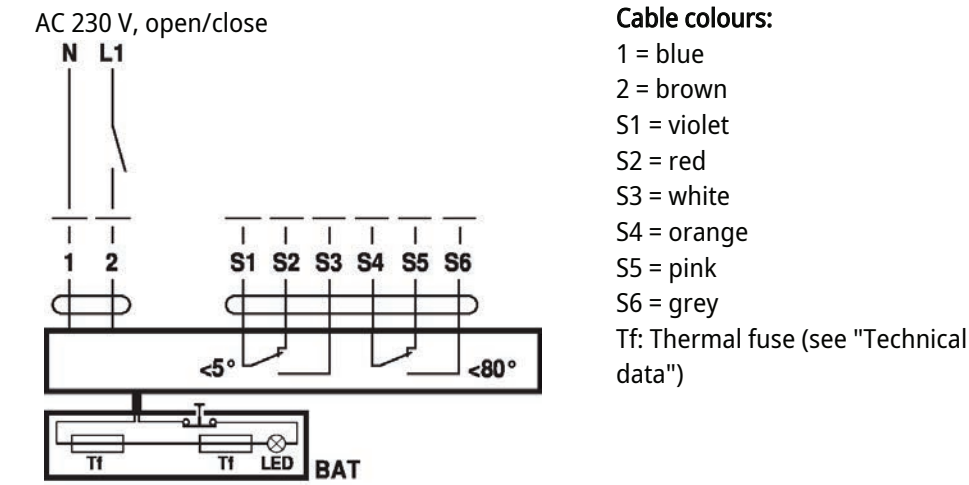 AC 230 V, open/close
N L1
1 2 S1 S2 S3 S4 S5 S6
<5° <80°
Tf Tf LED BAT
Cable colours:
1 = blue
2 = brown
S1 = violet
S2 = red
S3 = white
S4 = orange
S5 = pink
S6 = grey
Tf: Thermal fuse (see "Technical
data")